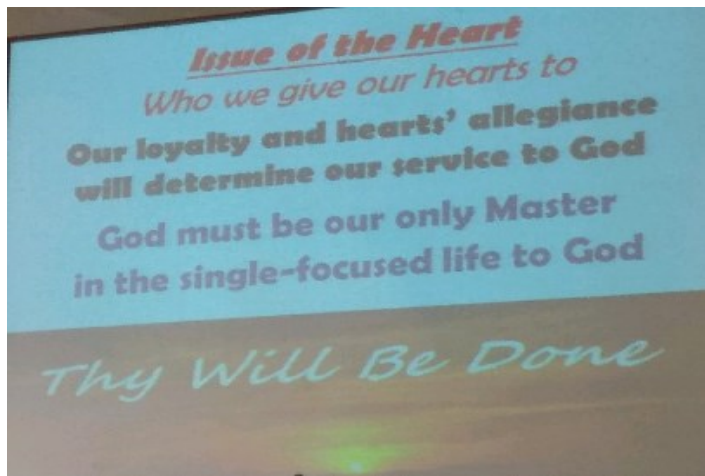 Issue of the Heart
Who we give our hearts to
Our loyalty and hearts' allegiance
will determine our service to God
God must be our only Master
in the single-focused life to God
Thy Will Be Done